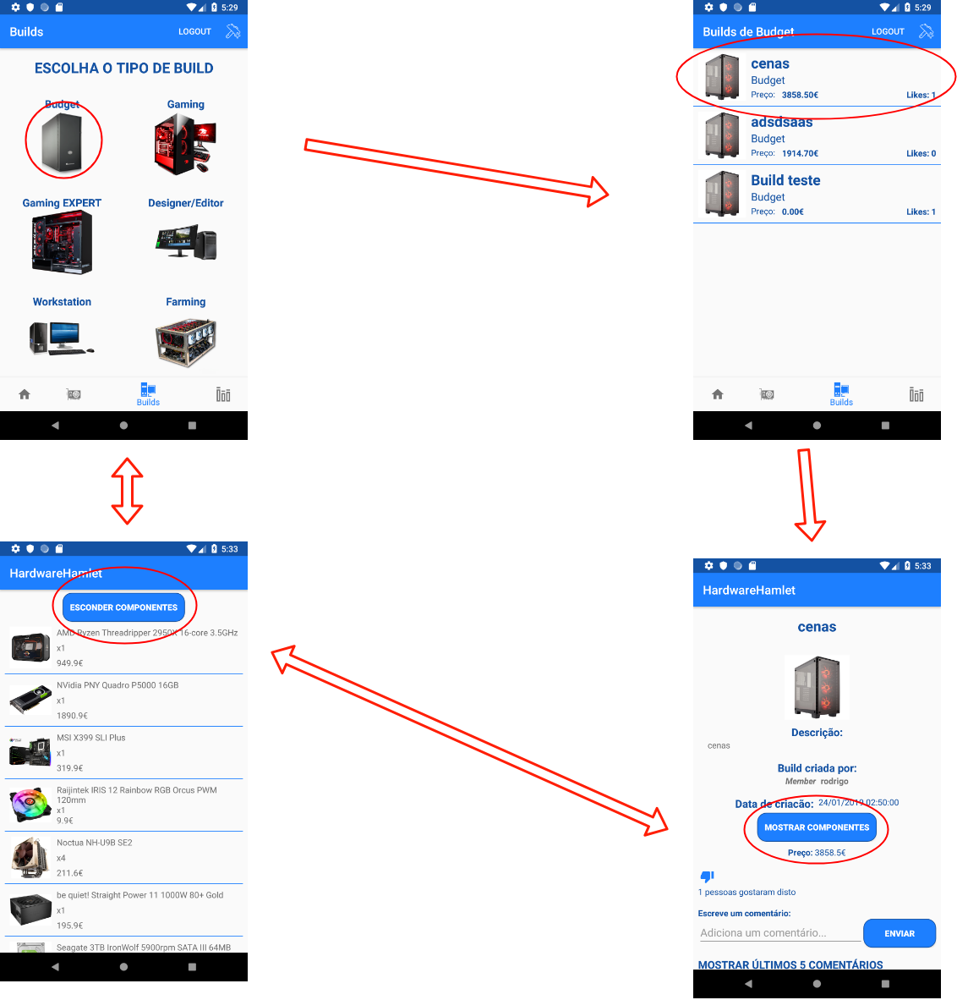 5:29
Builds
LOGOUT
ESCOLHA O TIPO DE BUILD
Budget
Gaming
Gaming EXPERT
Designer/Editor
Workstation
Farming
Builds
5:29
Builds de Budget
LOGOUT
cenas
Budget
Preço: 3858.50€
Likes: 1
adsdsaas
Budget
Preço: 1914.70€
Likes: 0
Build teste
Budget
Preço: 0.00€
Likes: 1
Builds
5:33
HardwareHamlet
ESCONDER COMPONENTES
AMD Ryzen Threadripper 2950X 16-core 3.5GHz
x1
949.9€
NVidia PNY Quadro P5000 16GB
x1
1890.9€
MSI X399 SLI Plus
x1
319.9€
Raijintek IRIS 12 Rainbow RGB Orcus PWM
120mm
x1
9.9€
Noctua NH-U9B SE2
x4
211.6€
be quiet! Straight Power 11 1000W 80+ Gold
x1
195.9€
Seagate 3TB IronWolf 5900rpm SATA III 64MB
5:33
HardwareHamlet
cenas
Descrição:
cenas
Build criada por:
Member rodrigo
Data de criacão: 24/01/2019 02:50:00
MOSTRAR COMPONENTES
Preço: 3858.5€
1 pessoas gostaram disto
Escreve um comentário:
Adiciona um comentário...
ENVIAR
MOSTRAR ÚLTIMOS 5 COMENTÁRIOS